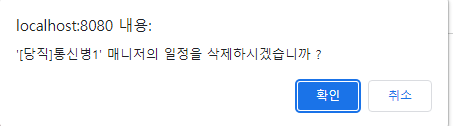 localhost:8080 내용:
'[당직]통신병1' 매니저의 일정을 삭제하시겠습니까 ?
확인 취소